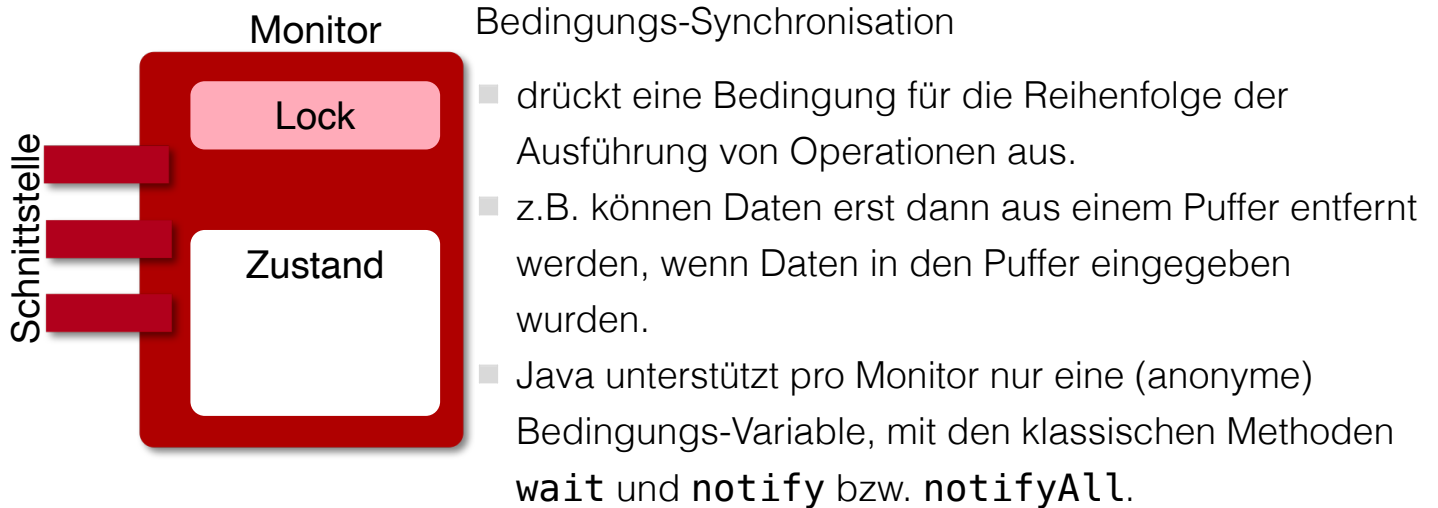 Monitor
Lock
Zustand
Schnittstelle
Bedingungs-Synchronisation
drückt eine Bedingung für die Reihenfolge der
Ausführung von Operationen aus.
z.B. können Daten erst dann aus einem Puffer entfernt
werden, wenn Daten in den Puffer eingegeben
wurden.
Java unterstützt pro Monitor nur eine (anonyme)
Bedingungs-Variable, mit den klassischen Methoden
wait und notify bzw. notifyAll.